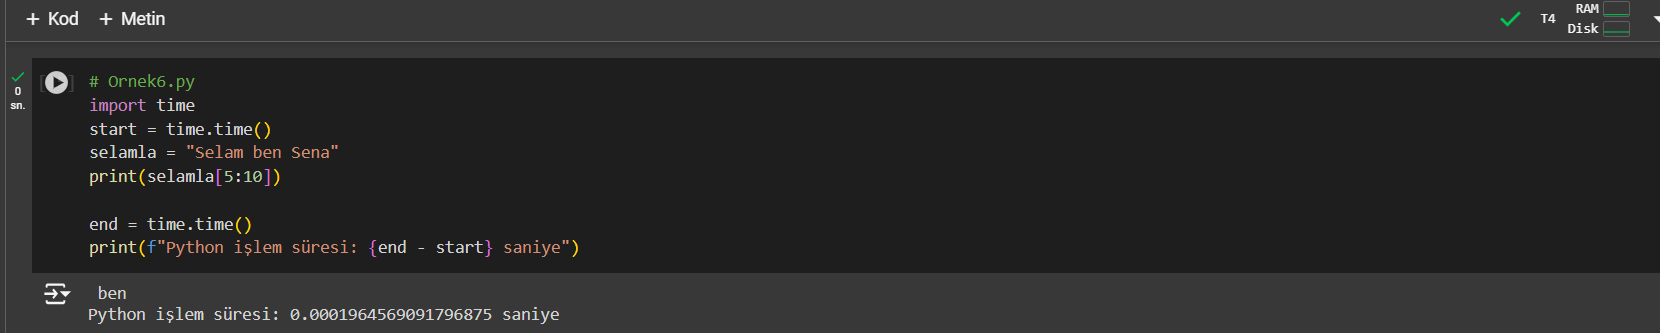 + Kod + Metin
T4
RAM
Disk
0
sn.
# Ornek6.py
import time
start = time.time()
selamla = "Selam ben Sena"
print(selamla[5:10])
end = time.time()
print(f"Python işlem süresi: {end - start} saniye")
ben
Python işlem süresi: 0.0001964569091796875 saniye